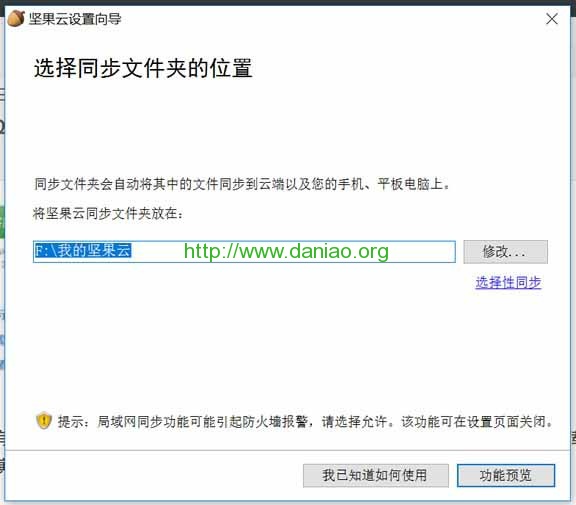 坚果云设置向导
选择同步文件夹的位置
同步文件夹会自动将其中的文件同步到云端以及您的手机、平板电脑上。
将坚果云同步文件夹放在：
F:\我的坚果云
http://www.daniao.org
修改...
选择性同步
提示：局域网同步功能可能引起防火墙报警，请选择允许。该功能可在设置页面关闭。
我已知道如何使用
功能预览